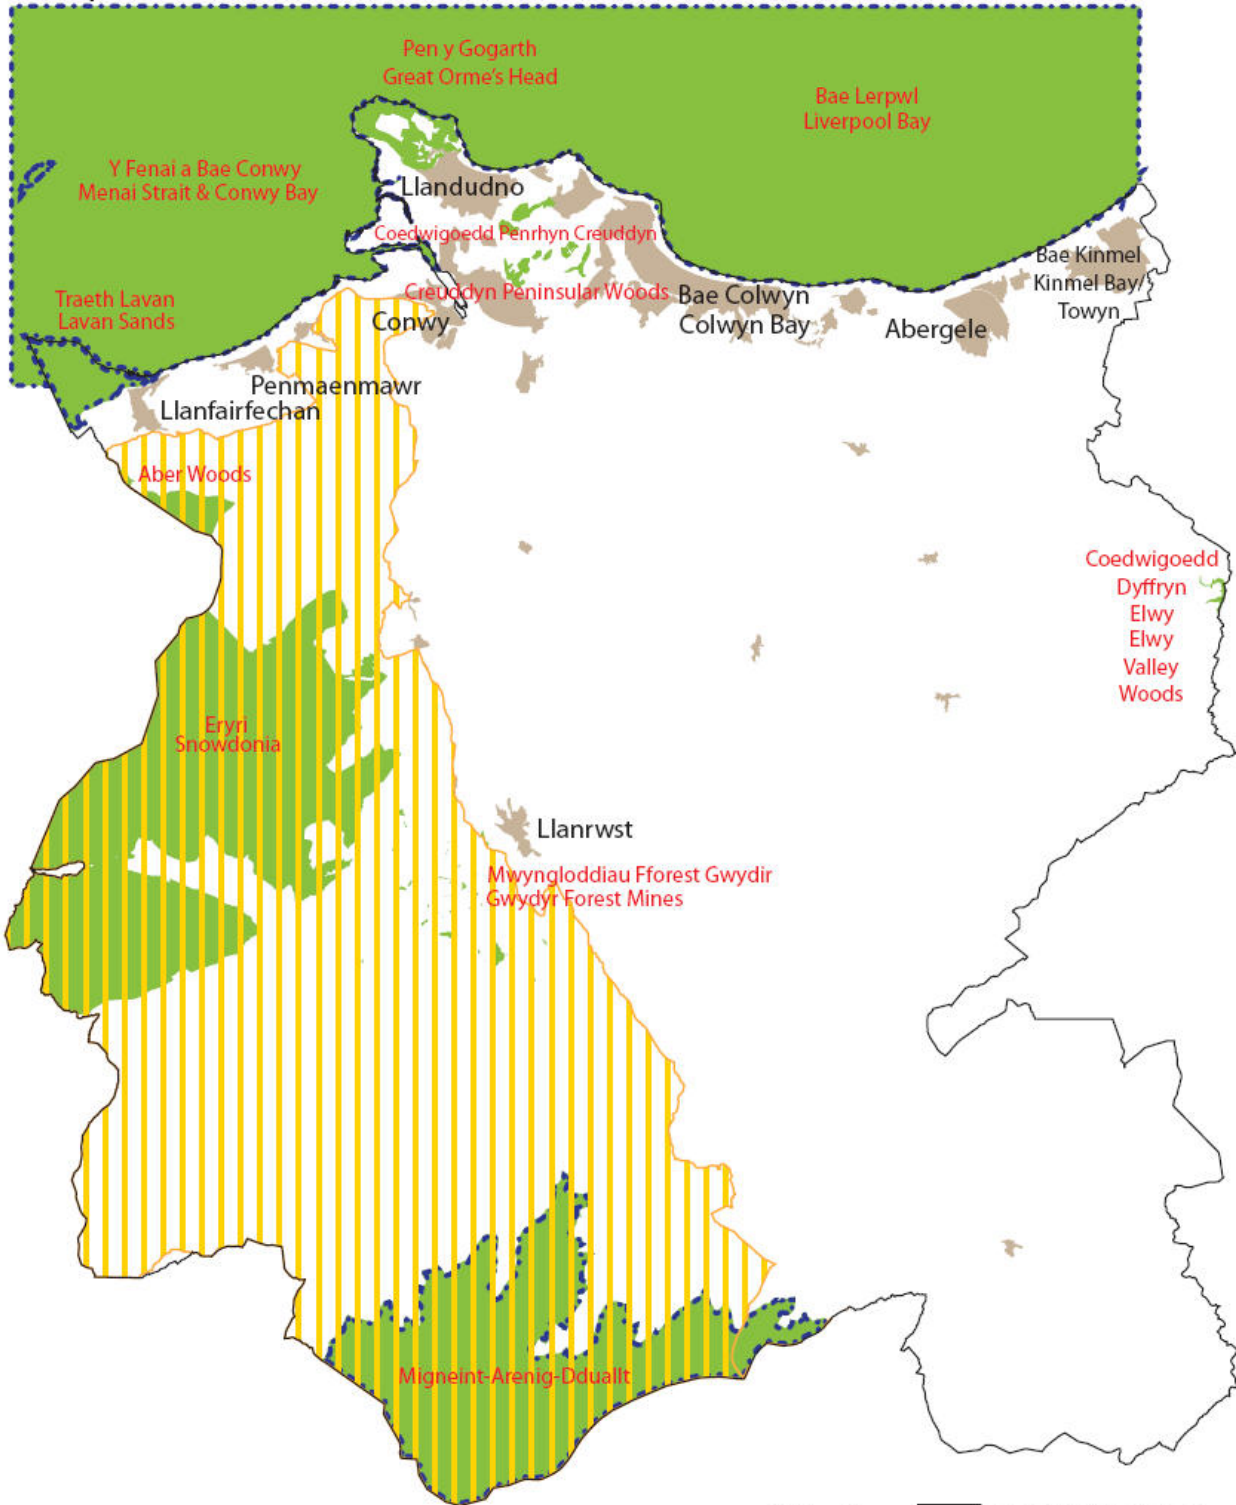 Pen y Gogarth
Great Orme's Head
Bae Lerpwl
Liverpool Bay
Y Fenai a Bae Conwy
Menai Strait & Conwy Bay
Llandudno
Coedwigoedd Penrhyn Creuddyn
Bae Kinmel
Kinmel Bay/
Towyn
Creuddyn Peninsular Woods
Traeth Lavan
Lavan Sands
Conwy
Bae Colwyn
Colwyn Bay
Abergele
Penmaenmawr
Llanfairfechan
Aber Woods
Coedwigoedd
Dyffryn
Elwy
Elwy
Valley
Woods
Eryri
Snowdonia
Llanrwst
Mwyngloddiau Fforest Gwydir
Gwydyr Forest Mines
Migneint-Arenig-Dduallt